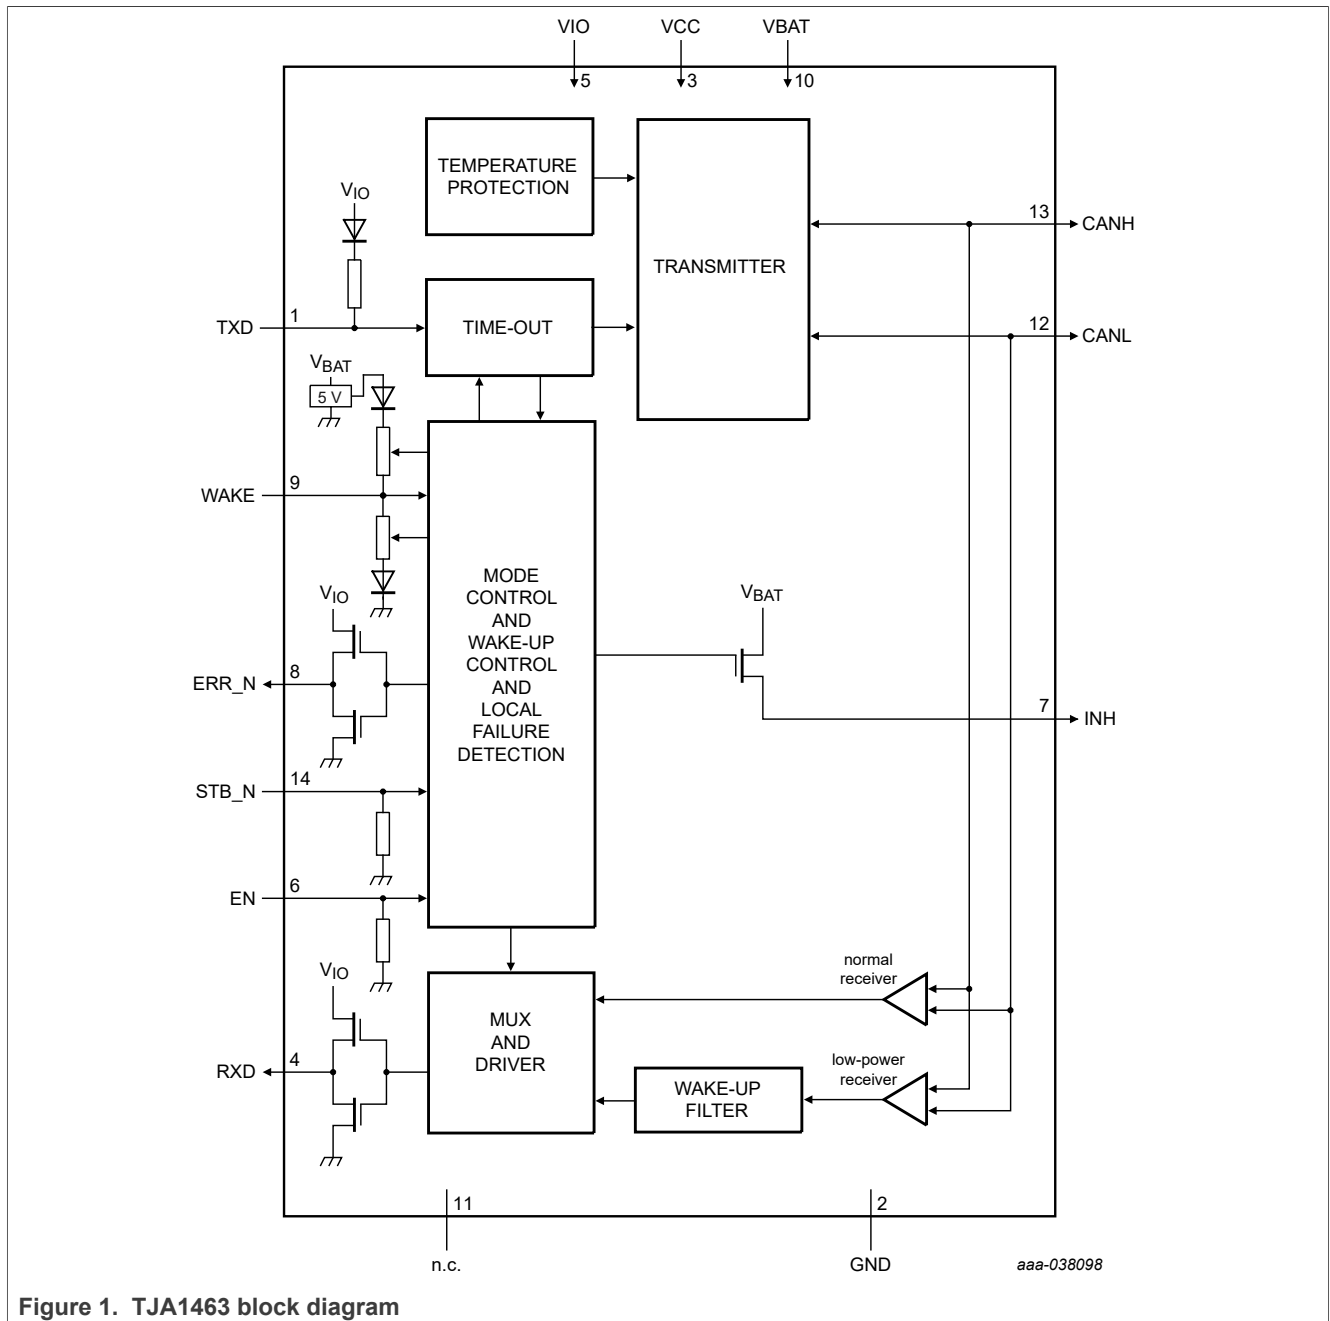 VIO VCC VBAT
5 3 10
TEMPERATURE
PROTECTION
VIO
TRANSMITTER
13 CANH
TXD 1
TIME-OUT
12 CANL
VBAT
5 V
WAKE 9
MODE
CONTROL
AND
WAKE-UP
CONTROL
AND
LOCAL
FAILURE
DETECTION
VIO
VBAT
ERR_N 8
7 INH
STB_N 14
EN 6
VIO
normal
receiver
MUX
AND
DRIVER
RXD 4
low-power
receiver
WAKE-UP
FILTER
11 2
n.c. GND aaa-038098
Figure 1. TJA1463 block diagram